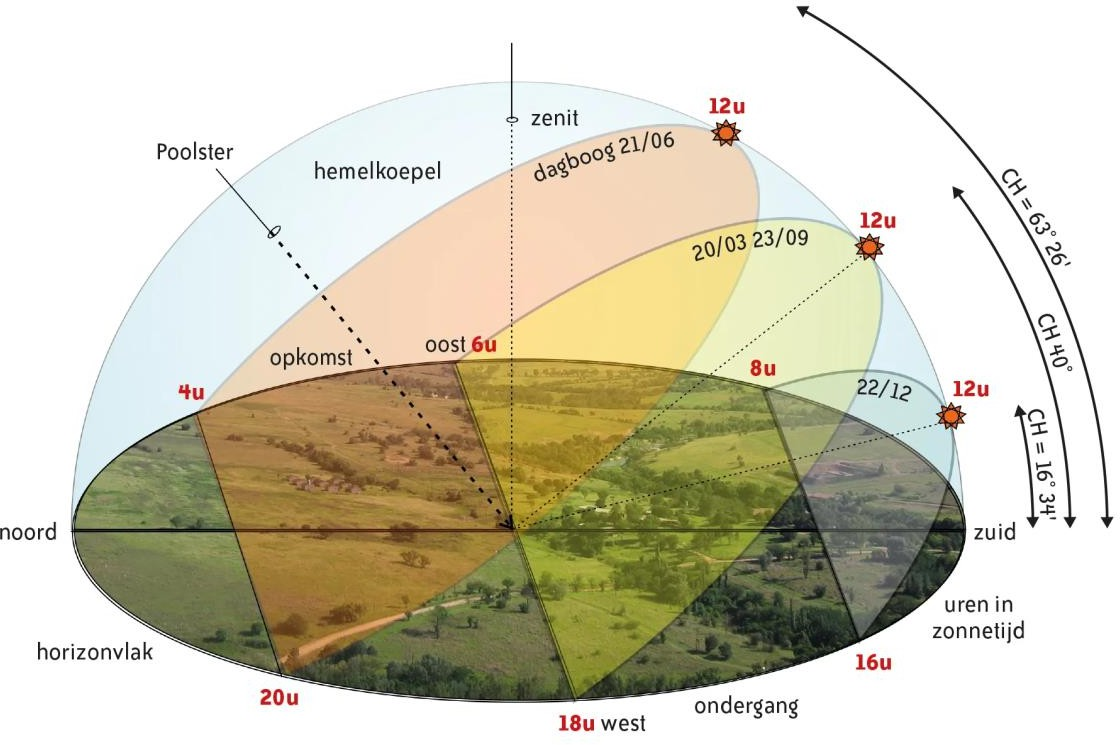 12u
zenit
dagboog 21/06
Poolster
hemelkoepel
12u
20/03 23/09
CH = 63° 26'
CH 40°
CH = 16° 34'
oost 6u
opkomst
4u
8u
22/12
12u
noord
zuid
uren in
zonnetijd
horizonvlak
16u
20u
ondergang
18u west